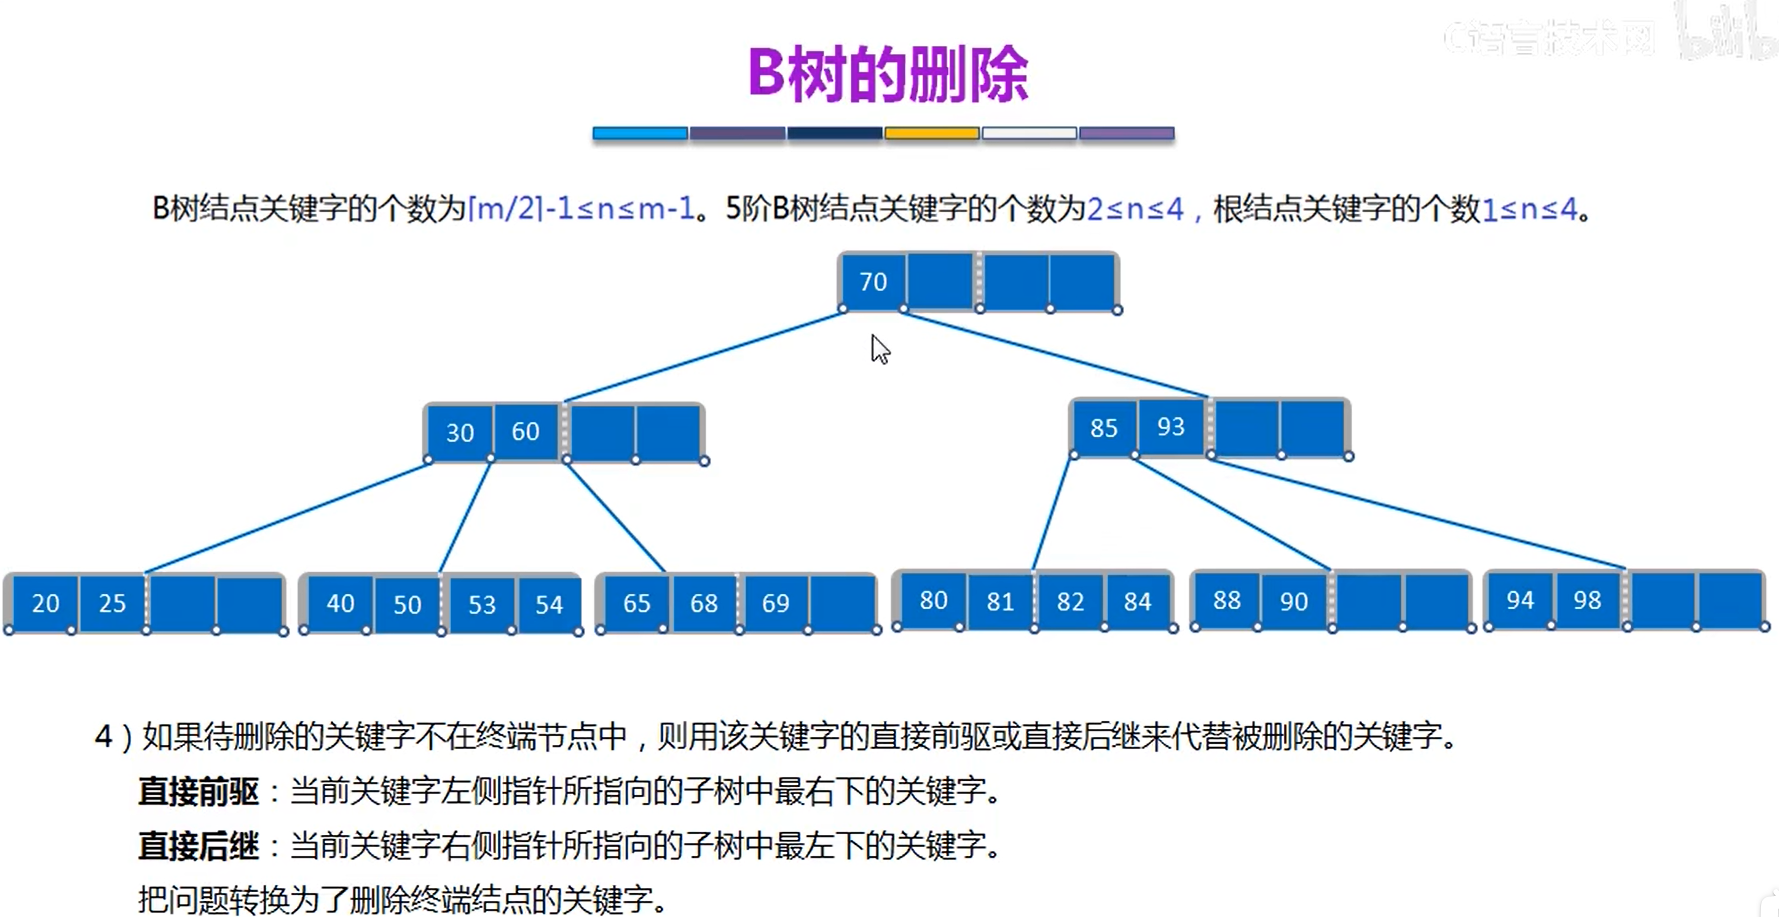 C语言技术网 bilibili
B树的删除
B树结点关键字的个数为⌈m/2⌉-1≤n≤m-1。5阶B树结点关键字的个数为2≤n≤4，根结点关键字的个数1≤n≤4。
70
30 60 85 93
20 25 40 50 53 54 65 68 69 80 81 82 84 88 90 94 98
4）如果待删除的关键字不在终端节点中，则用该关键字的直接前驱或直接后继来代替被删除的关键字。
直接前驱：当前关键字左侧指针所指向的子树中最右下的关键字。
直接后继：当前关键字右侧指针所指向的子树中最左下的关键字。
把问题转换为了删除终端结点的关键字。